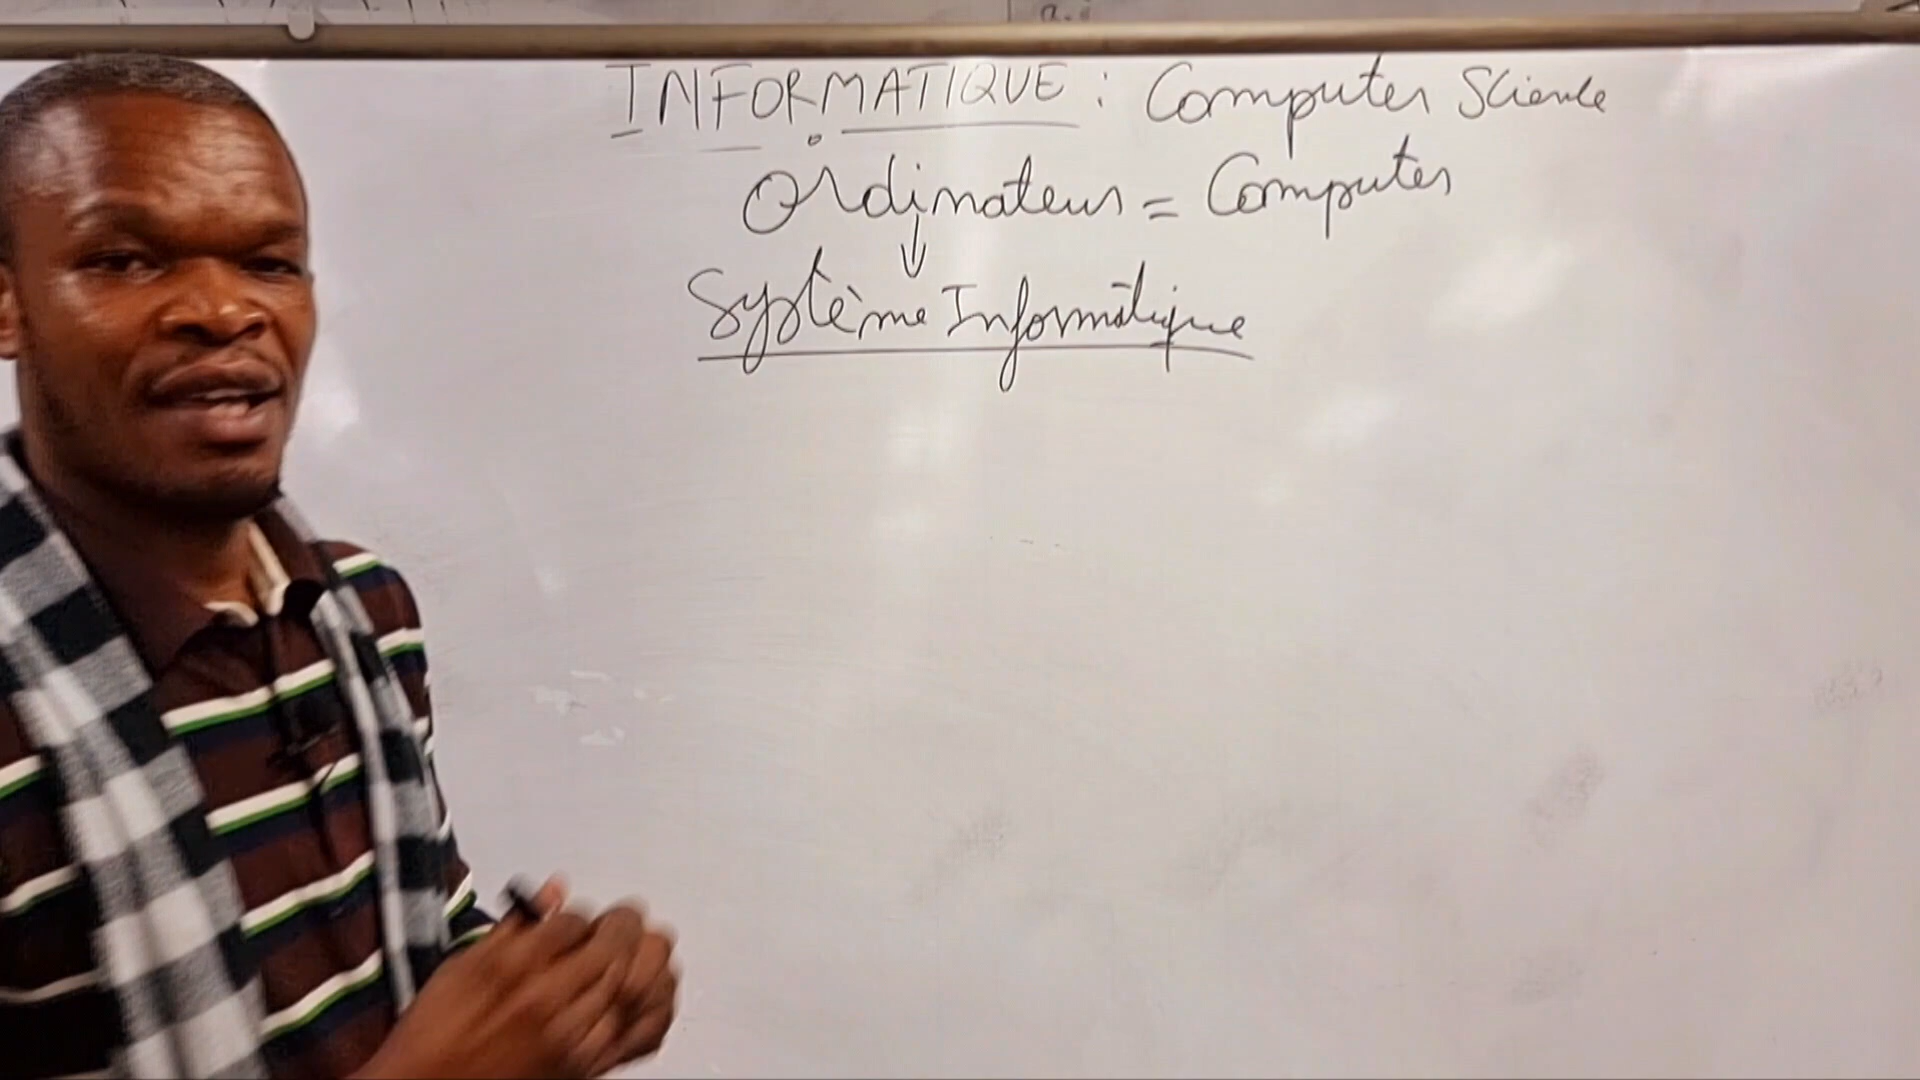 a.
INFORMATIQUE : Computer Science
Ordinateur = Computer
↓
Système Informatique